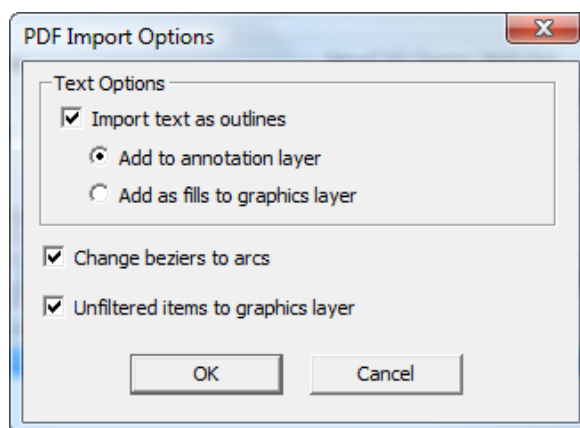 PDF Import Options
Text Options
Import text as outlines
Add to annotation layer
Add as fills to graphics layer
Change beziers to arcs
Unfiltered items to graphics layer
OK Cancel